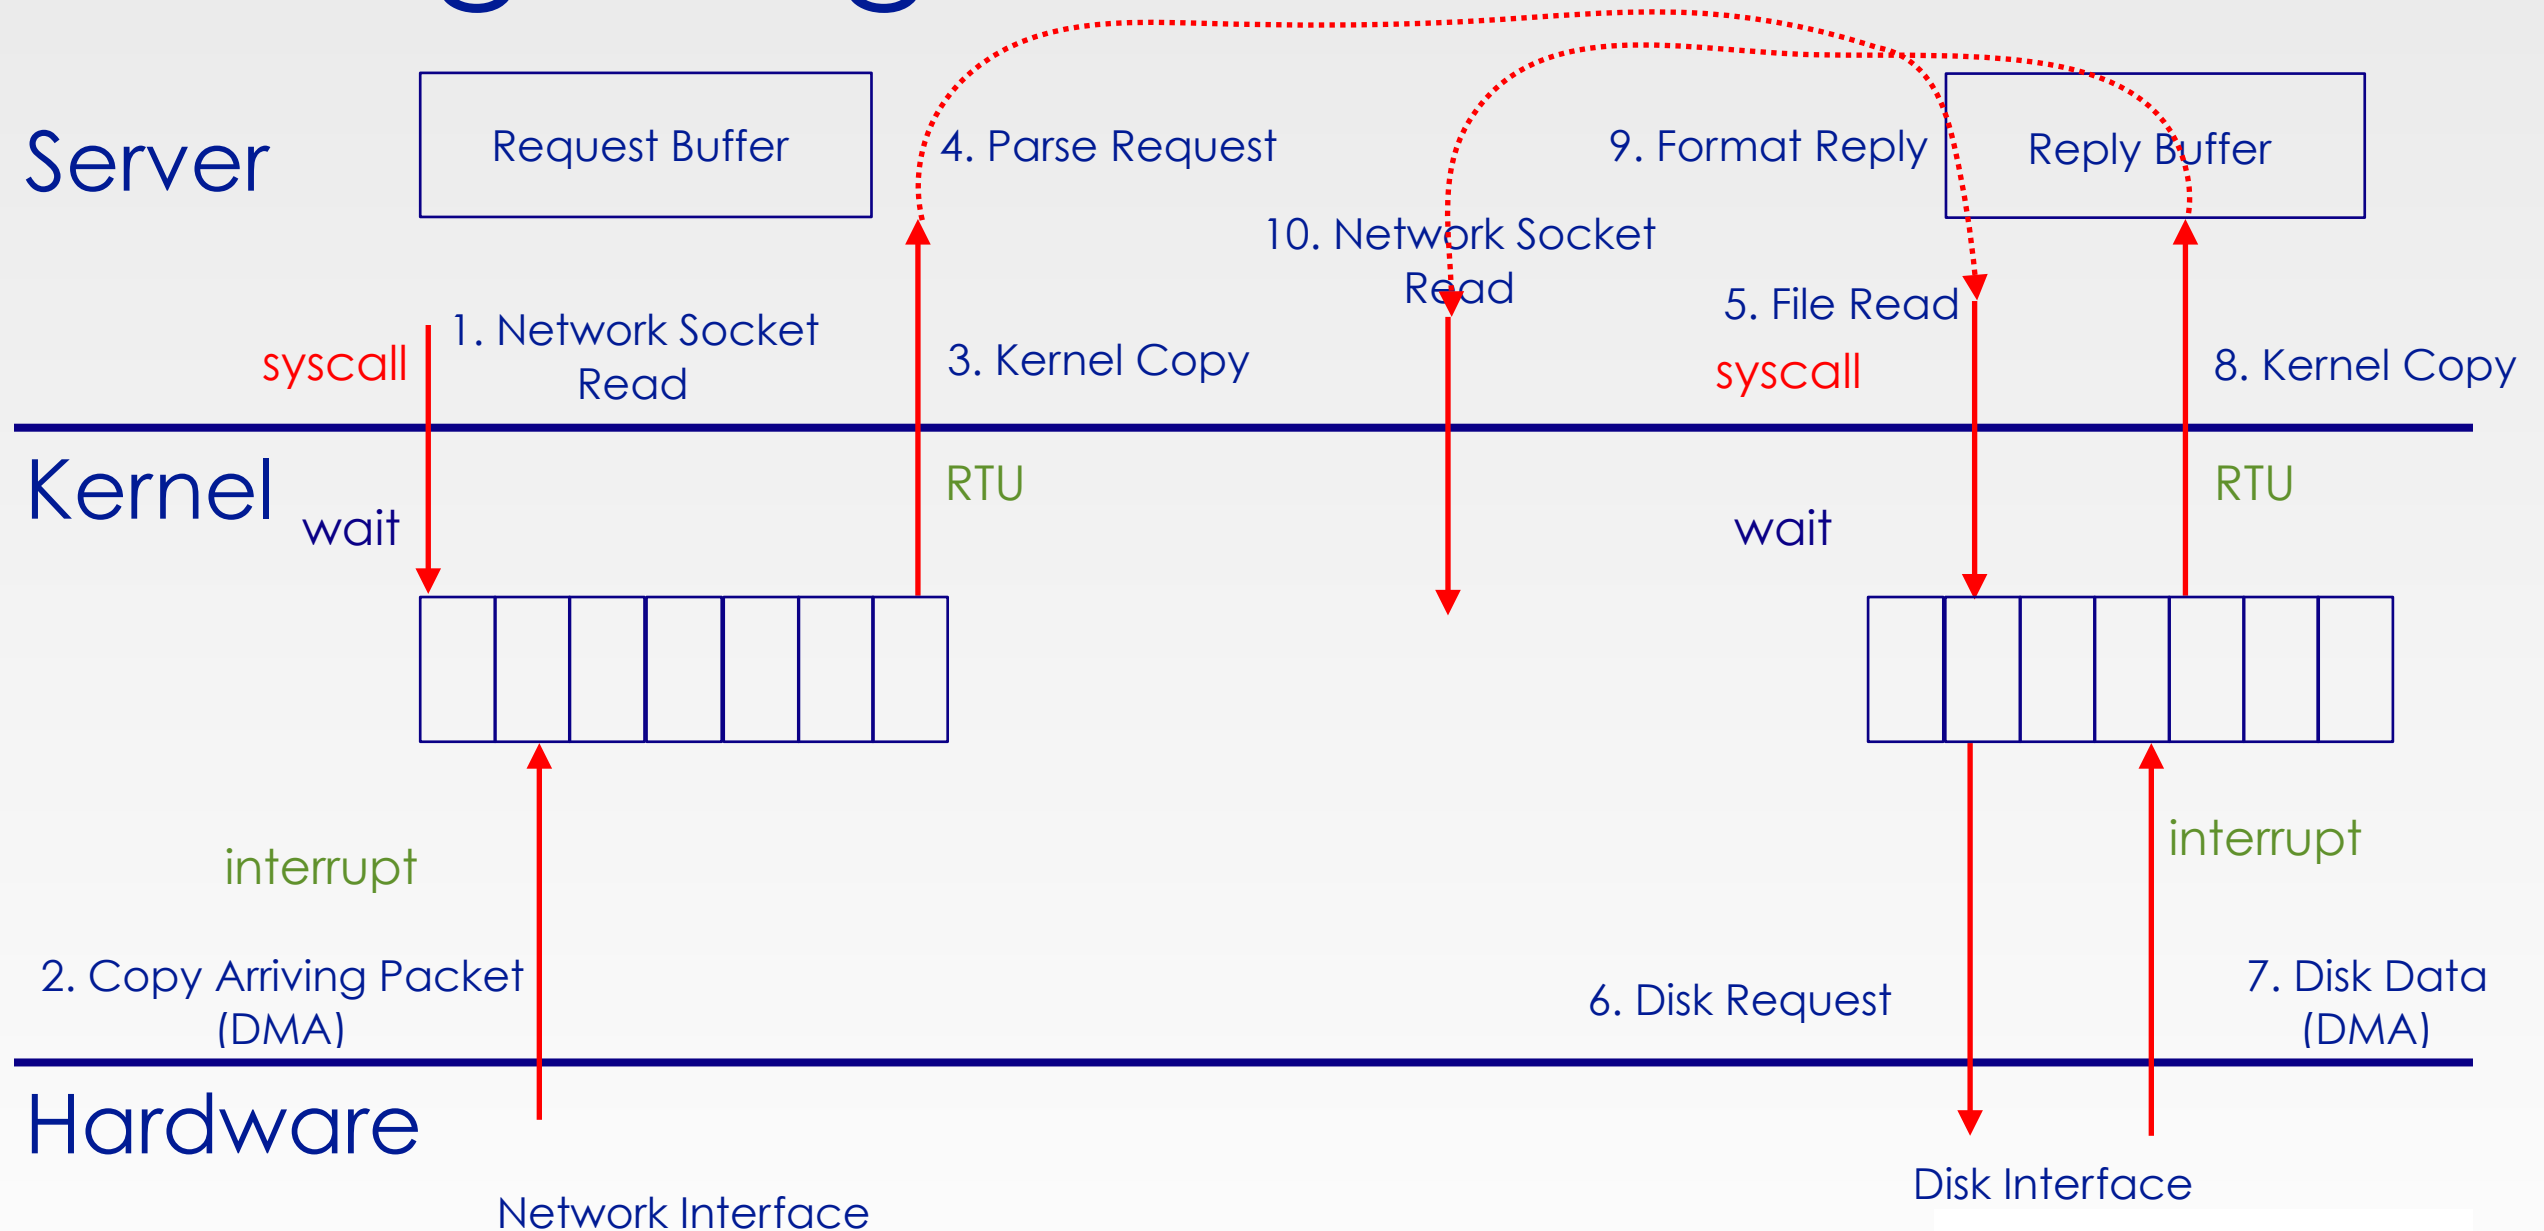 Server
Request Buffer
4. Parse Request
9. Format Reply
Reply Buffer
10. Network Socket
Read
5. File Read
syscall
1. Network Socket
Read
syscall
3. Kernel Copy
8. Kernel Copy
Kernel
wait
RTU
wait
RTU
interrupt
interrupt
2. Copy Arriving Packet
(DMA)
6. Disk Request
7. Disk Data
(DMA)
Hardware
Network Interface
Disk Interface